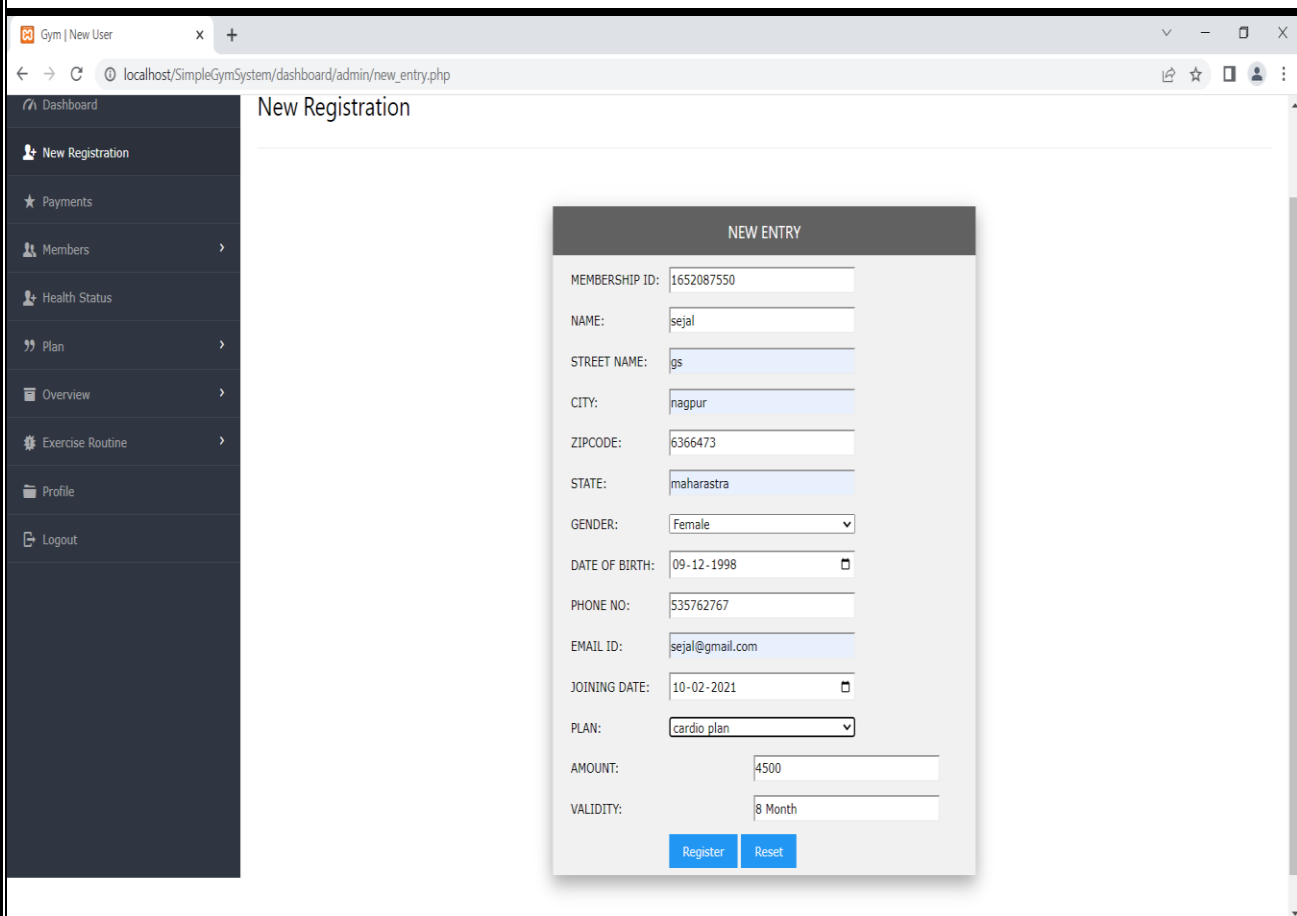 Gym | New User
localhost/SimpleGymSystem/dashboard/admin/new_entry.php
Dashboard
New Registration
Payments
Members
Health Status
Plan
Overview
Exercise Routine
Profile
Logout
New Registration
NEW ENTRY
MEMBERSHIP ID: 1652087550
NAME: sejal
STREET NAME: gs
CITY: nagpur
ZIPCODE: 6366473
STATE: maharastra
GENDER: Female
DATE OF BIRTH: 09-12-1998
PHONE NO: 535762767
EMAIL ID: sejal@gmail.com
JOINING DATE: 10-02-2021
PLAN: cardio plan
AMOUNT: 4500
VALIDITY: 8 Month
Register Reset